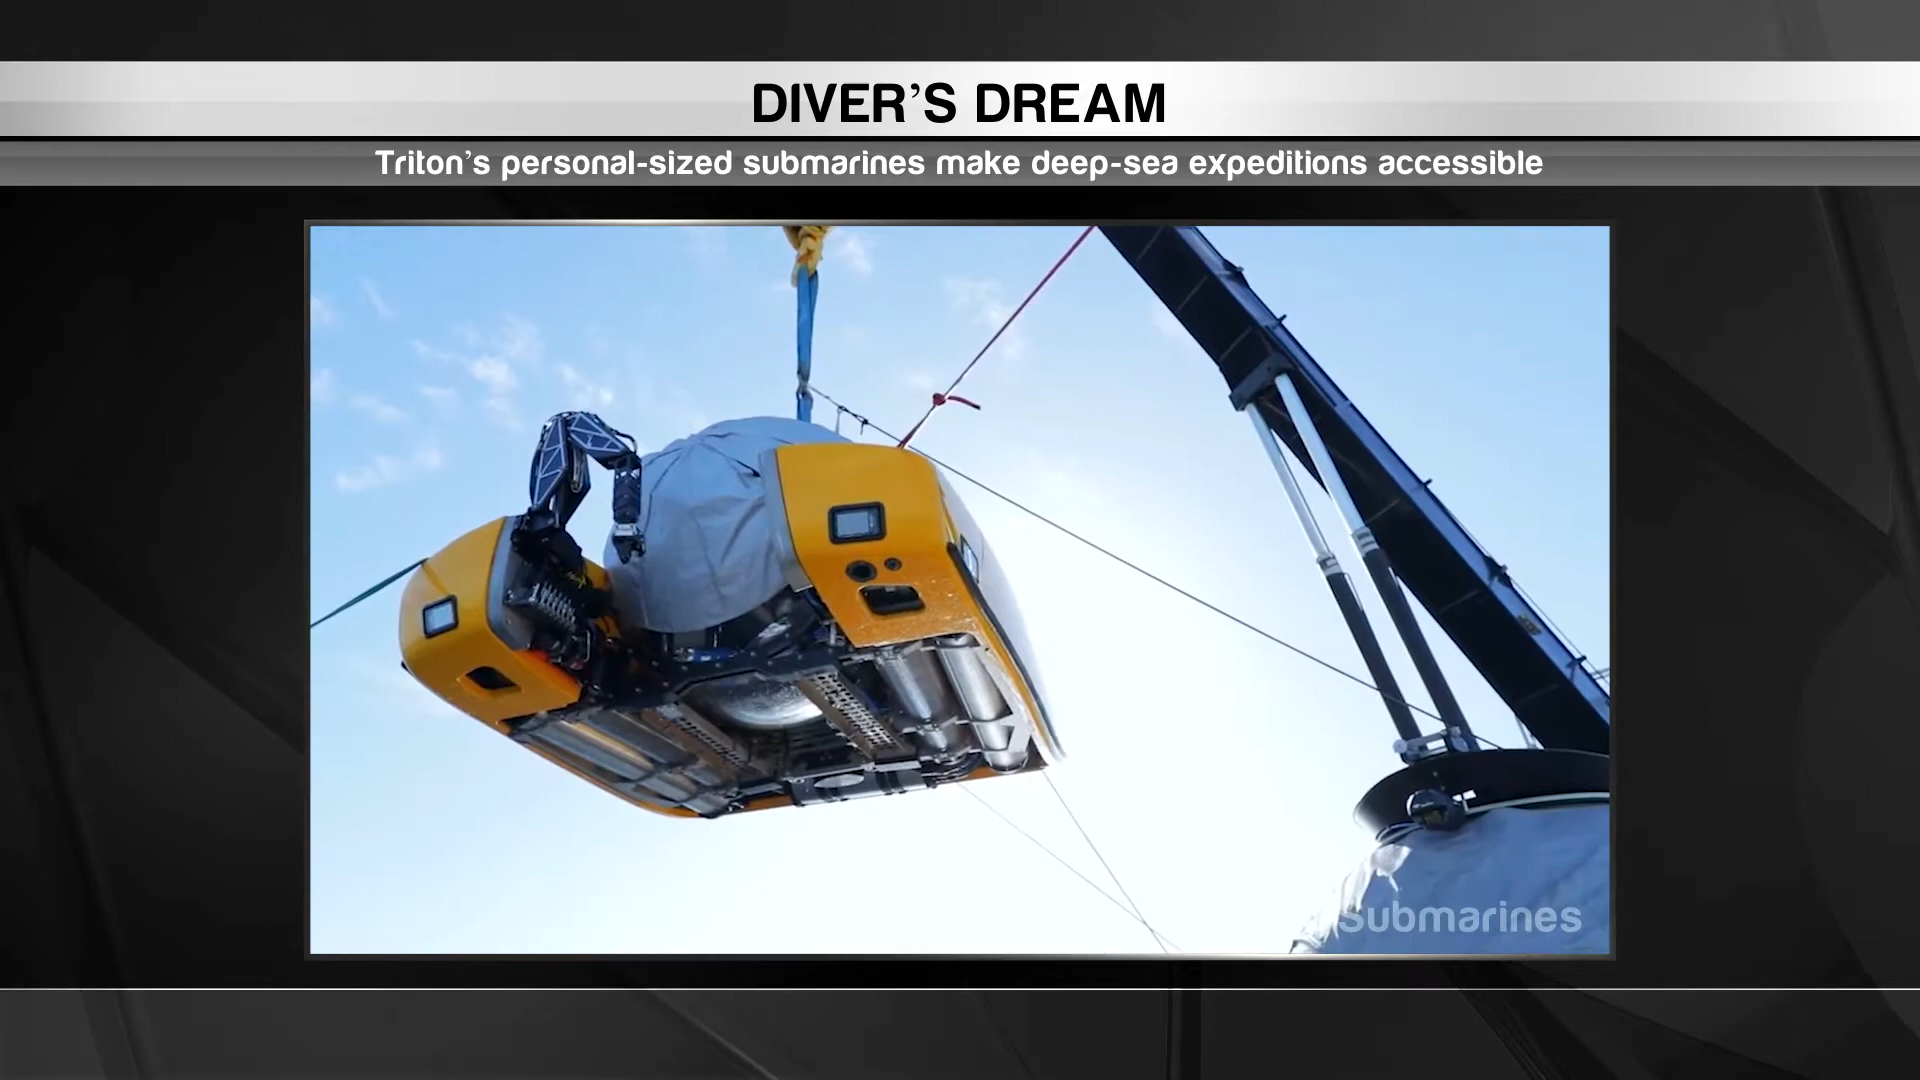 DIVER’S DREAM
Triton’s personal-sized submarines make deep-sea expeditions accessible
Submarines